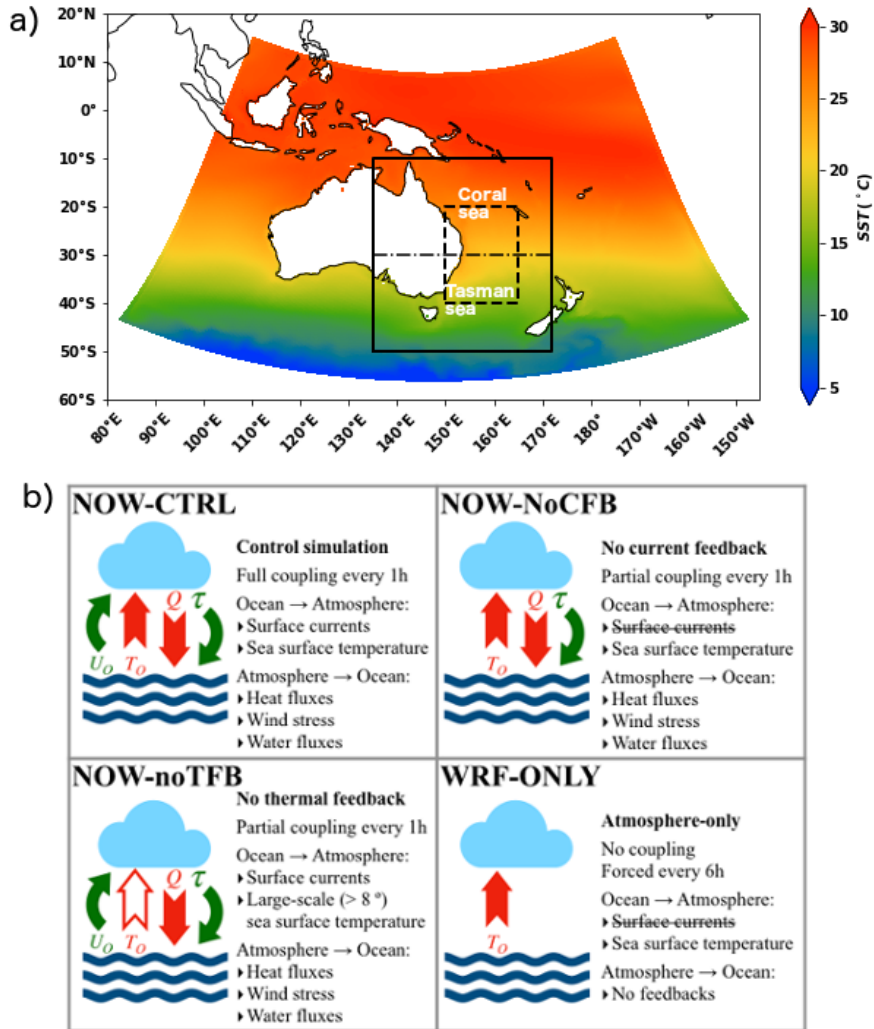 a)
20°N
10°N
0°
10°S
20°S
30°S
40°S
50°S
60°S
80°E
90°E
100°E
110°E
120°E
130°E
140°E
150°E
160°E
170°E
180°
170°W
160°W
150°W
Coral
sea
Tasman
sea
30
25
20
15
10
5
SST(°C)
b)
NOW-CTRL
Control simulation
Full coupling every 1h
Ocean → Atmosphere:
Surface currents
Sea surface temperature
Atmosphere → Ocean:
Heat fluxes
Wind stress
Water fluxes
Q τ
U_O T_O
NOW-NoCFB
No current feedback
Partial coupling every 1h
Ocean → Atmosphere:
Surface currents
Sea surface temperature
Atmosphere → Ocean:
Heat fluxes
Wind stress
Water fluxes
Q τ
T_O
NOW-noTFB
No thermal feedback
Partial coupling every 1h
Ocean → Atmosphere:
Surface currents
Large-scale (> 8 °)
sea surface temperature
Atmosphere → Ocean:
Heat fluxes
Wind stress
Water fluxes
Q τ
U_O T_O
WRF-ONLY
Atmosphere-only
No coupling
Forced every 6h
Ocean → Atmosphere:
Surface currents
Sea surface temperature
Atmosphere → Ocean:
No feedbacks
T_O